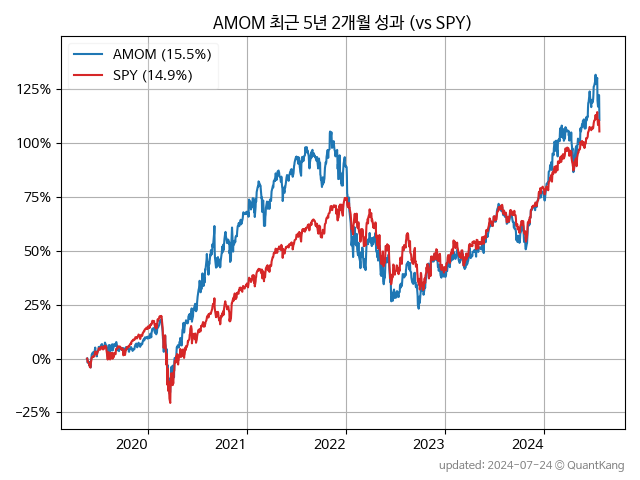 AMOM 최근 5년 2개월 성과 (vs SPY)
AMOM (15.5%)
SPY (14.9%)
125%
100%
75%
50%
25%
0%
−25%
2020 2021 2022 2023 2024
updated: 2024-07-24 © QuantKang